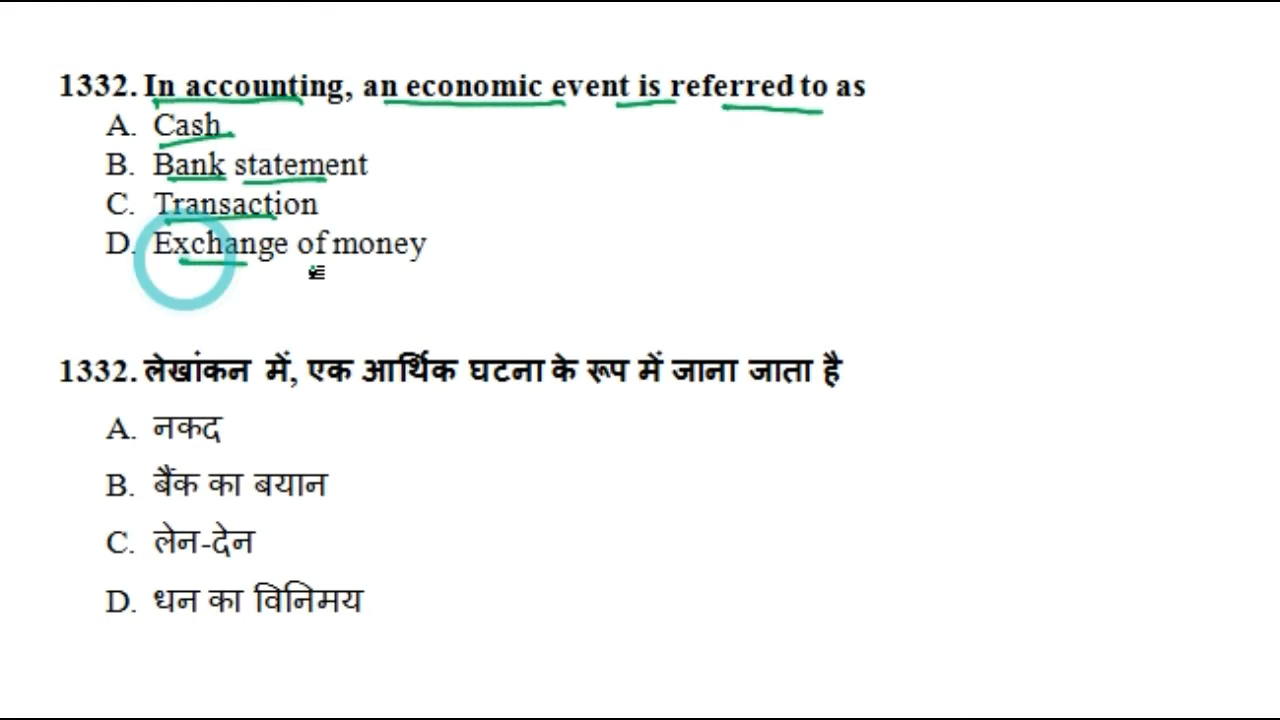 1332. In accounting, an economic event is referred to as
A. Cash
B. Bank statement
C. Transaction
D. Exchange of money
1332. लेखांकन में, एक आर्थिक घटना के रूप में जाना जाता है
A. नकद
B. बैंक का बयान
C. लेन-देन
D. धन का विनिमय